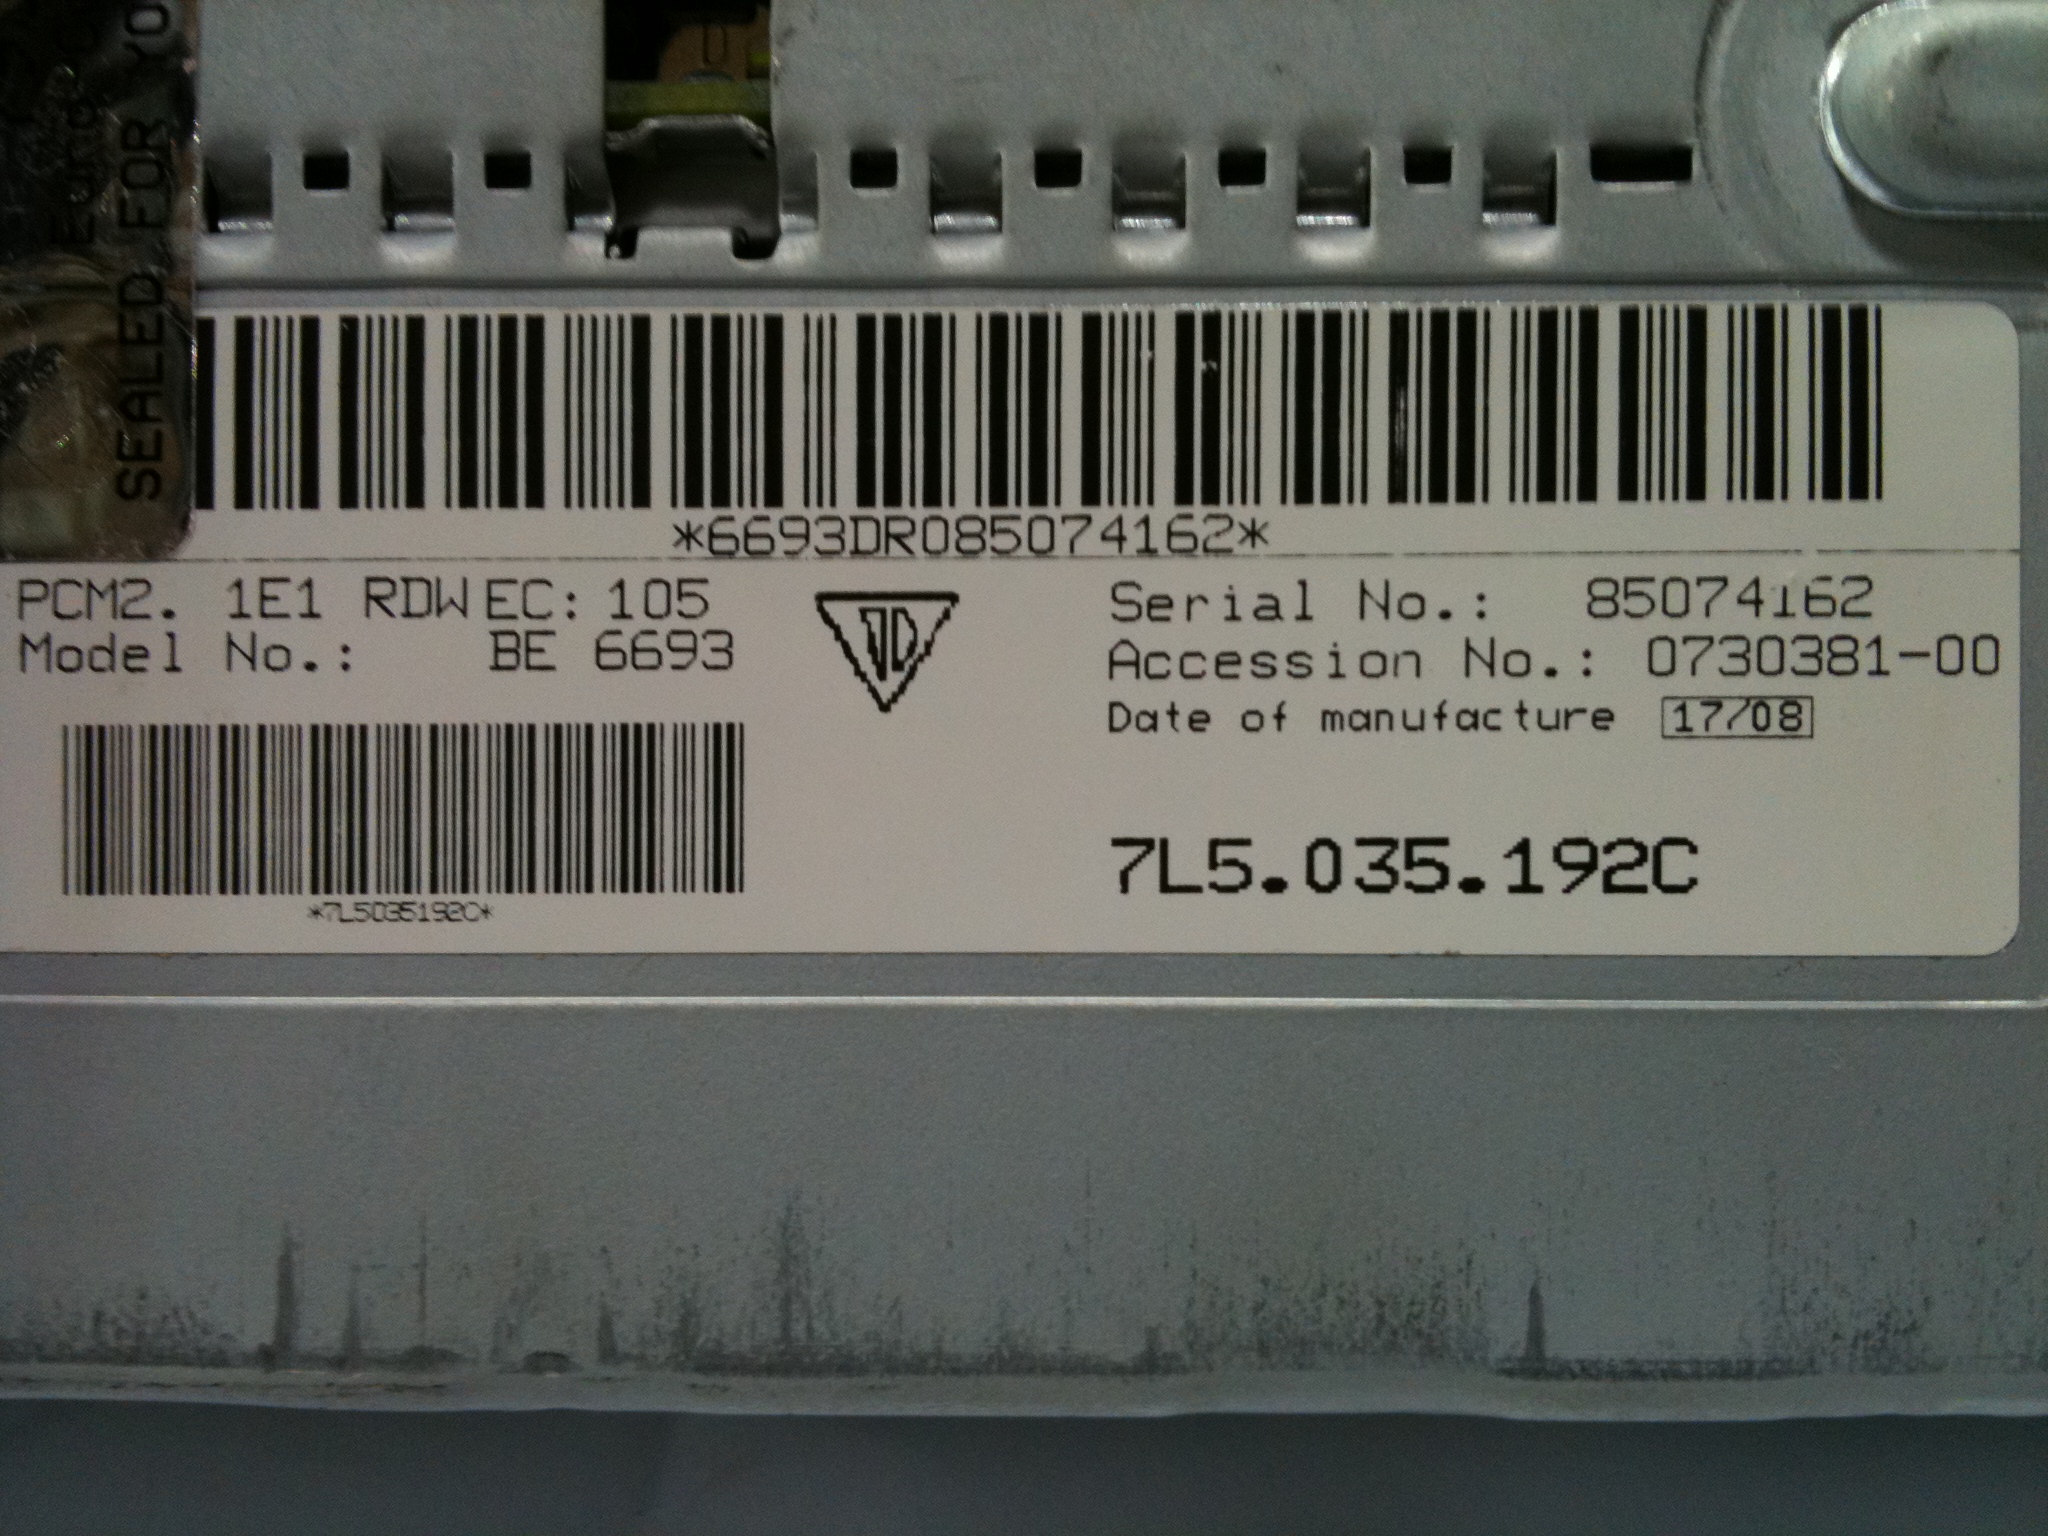 SEALED FOR YO
*6693DR085074162*
PCM2. 1E1 RDW EC: 105
Model No.: BE 6693
Serial No.: 85074162
Accession No.: 0730381-00
Date of manufacture 17/08
7L5.035.192C
*7L5035192C*